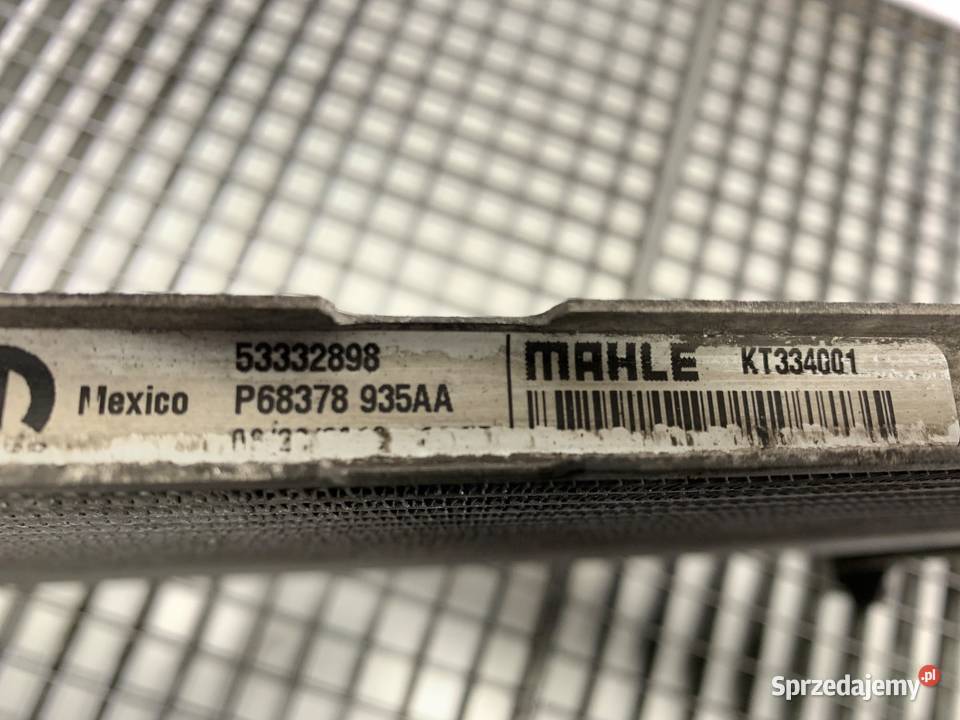 53332898
Mexico P68378 935AA
MAHLE KT334001
Sprzedajemy.pl